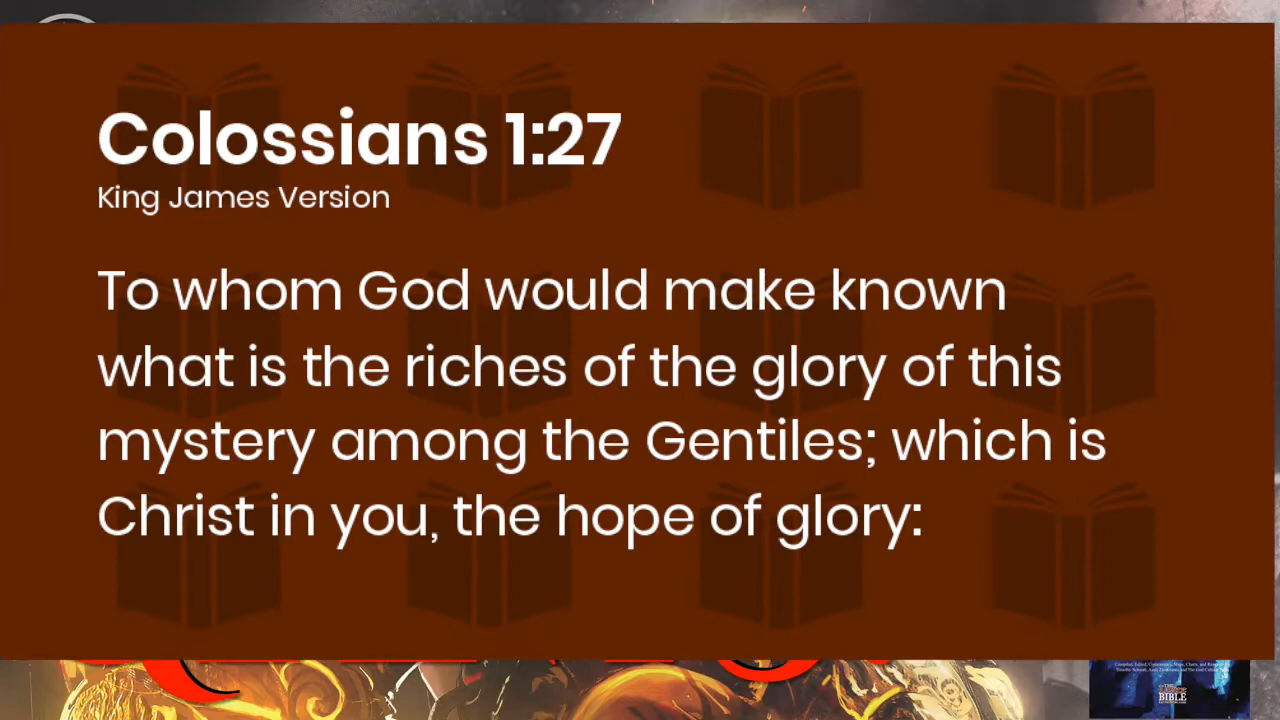 Colossians 1:27
King James Version
To whom God would make known
what is the riches of the glory of this
mystery among the Gentiles; which is
Christ in you, the hope of glory:
BIBLE